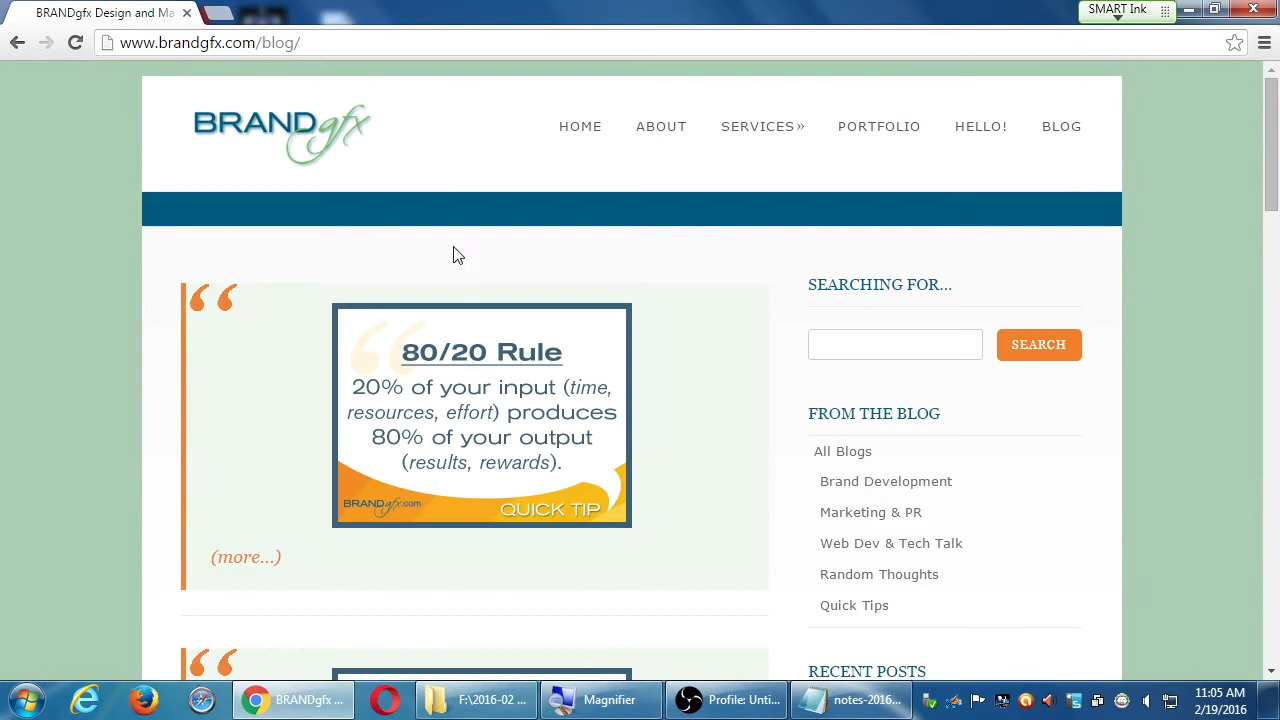 BRANDgfx Design and Ma
SMART Ink
www.brandgfx.com/blog/
BRANDgfx
HOME ABOUT SERVICES» PORTFOLIO HELLO! BLOG
SEARCHING FOR...
SEARCH
80/20 Rule
20% of your input (time,
resources, effort) produces
80% of your output
(results, rewards).
BRANDgfx.com
QUICK TIP
(more...)
FROM THE BLOG
All Blogs
Brand Development
Marketing & PR
Web Dev & Tech Talk
Random Thoughts
Quick Tips
RECENT POSTS
BRANDgfx ...
F:\2016-02 ...
Magnifier
Profile: Unti...
notes-2016...
11:05 AM
2/19/2016